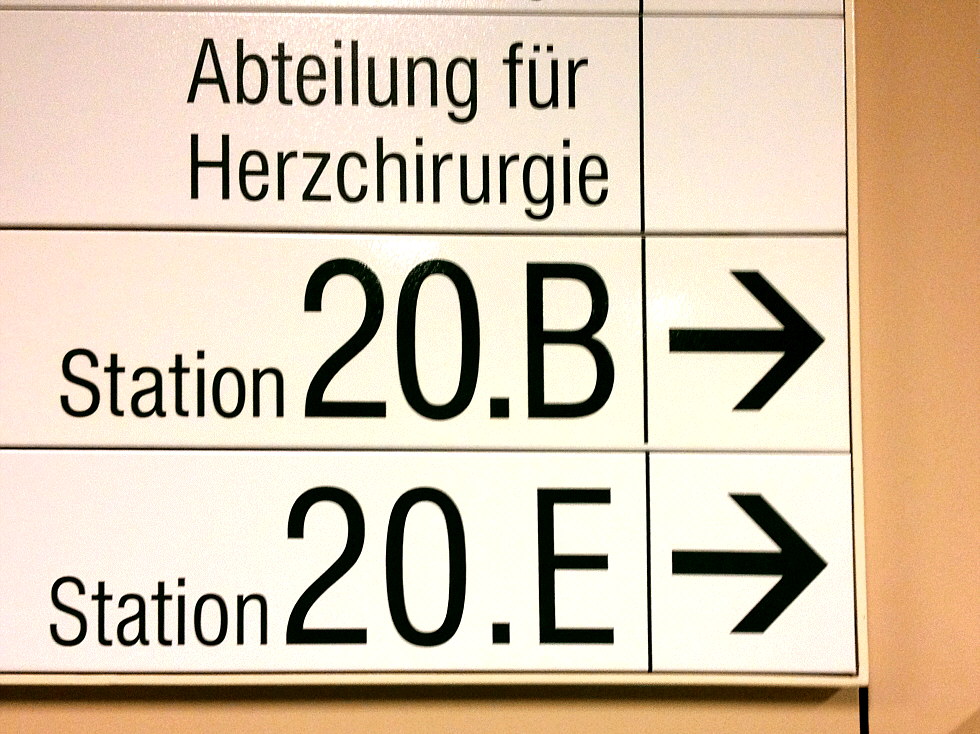 Abteilung für
Herzchirurgie
Station 20.B →
Station 20.E →